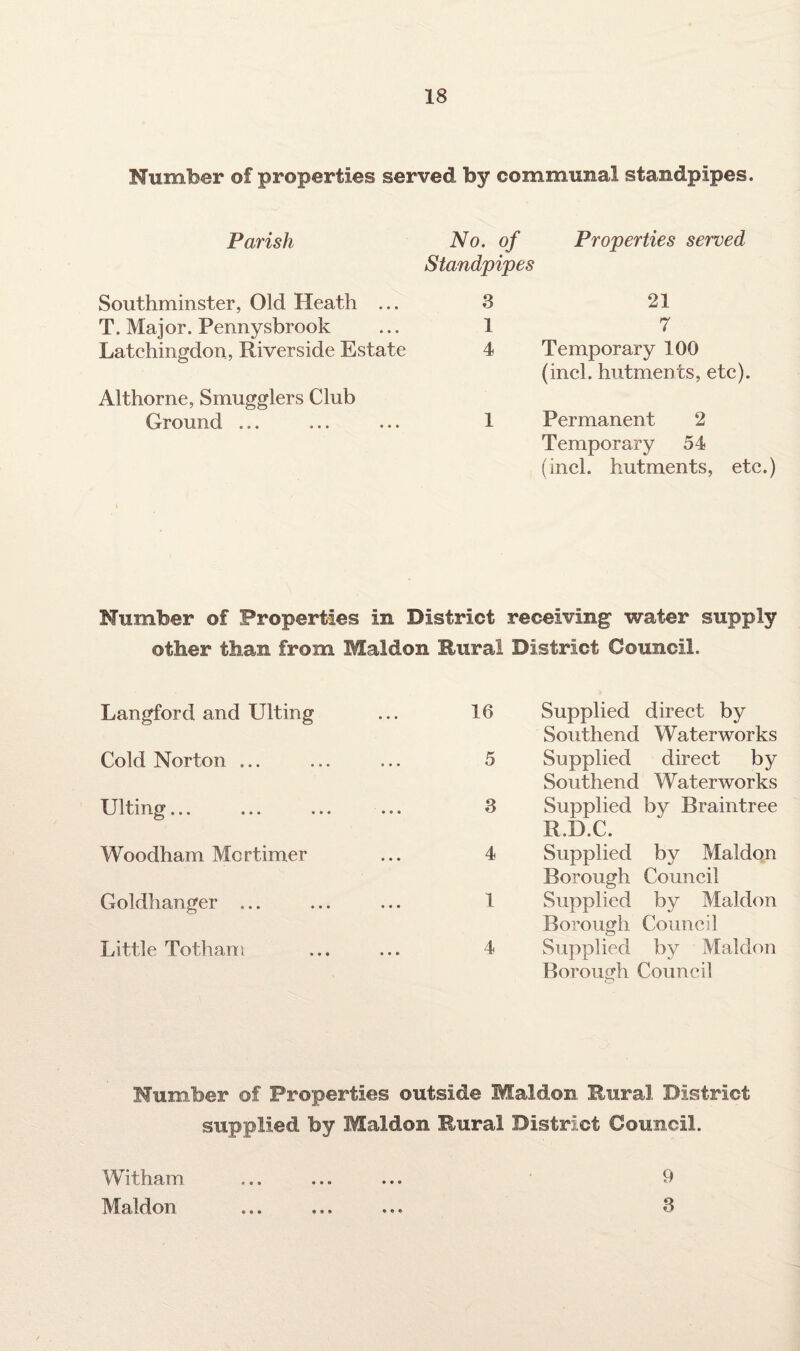 18
Number of properties served by communal standpipes.
Parish No. of Properties served
Standpipes
Southminster, Old Heath ... 3 21
T. Major. Pennysbrook ... 1 7
Latchingdon, Riverside Estate 4 Temporary 100
(incl. hutments, etc).
Althorne, Smugglers Club
Ground ... ... ... 1 Permanent 2
Temporary 54
(incl. hutments, etc.)
Number of Properties in District receiving water supply
other than from Maldon Rural District Council.
Langford and Ulting ... 16 Supplied direct by
Southend Waterworks
Cold Norton ... ... ... 5 Supplied direct by
Southend Waterworks
Ulting... ... ... ... 3 Supplied by Braintree
R.D.C.
Woodham Mortimer ... 4 Supplied by Maldon
Borough Council
Goldhanger ... ... ... 1 Supplied by Maldon
Borough Council
Little Totham ... ... 4 Supplied by Maldon
Borough Council
Number of Properties outside Maldon Rural District
supplied by Maldon Rural District Council.
Witham ... ... ... 9
Maldon ... ... ... 3